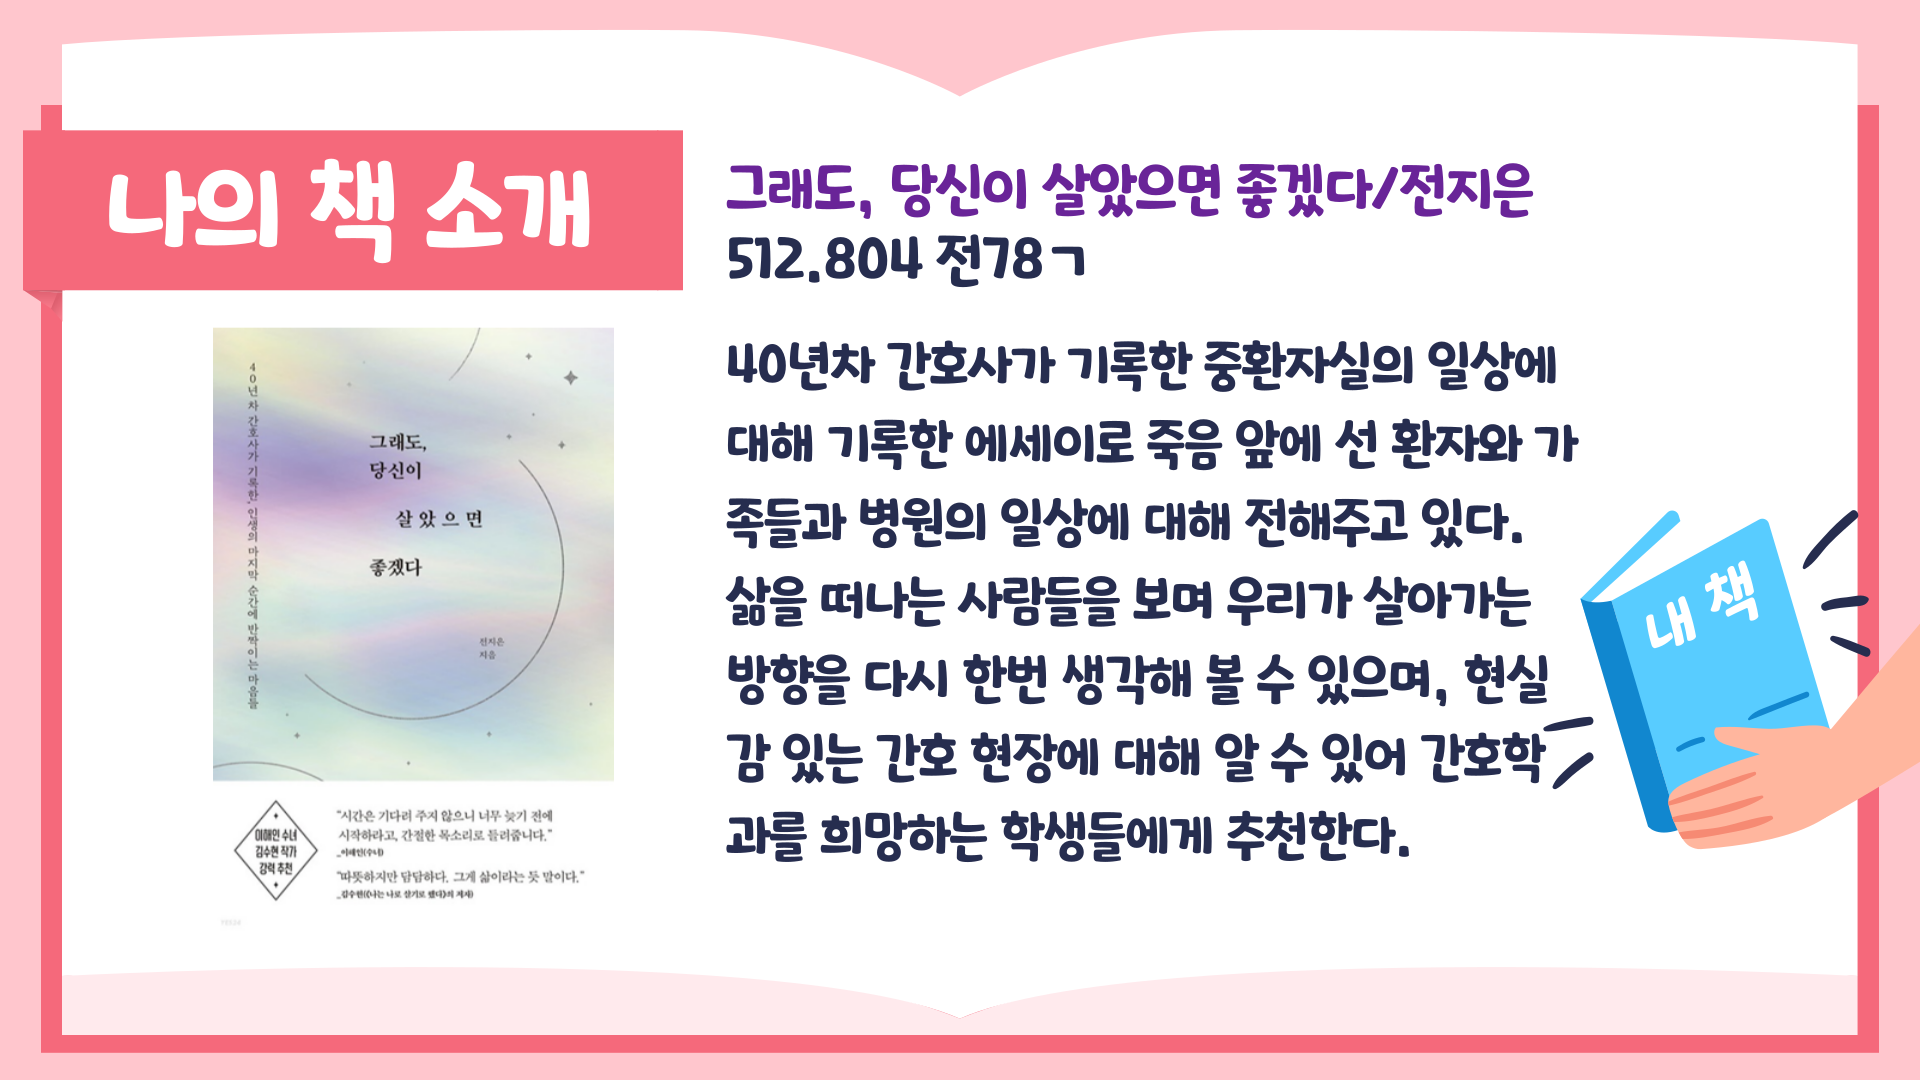 나의 책 소개
그래도, 당신이 살았으면 좋겠다/전지은
512.804 전78ㄱ
40년차 간호사가 기록한 중환자실의 일상에
대해 기록한 에세이로 죽음 앞에 선 환자와 가
족들과 병원의 일상에 대해 전해주고 있다.
삶을 떠나는 사람들을 보며 우리가 살아가는
방향을 다시 한번 생각해 볼 수 있으며, 현실
감 있는 간호 현장에 대해 알 수 있어 간호학
과를 희망하는 학생들에게 추천한다.
내 책
40년 차 간호사가 기록한 인생의 마지막 순간에 반짝이는 마음들
그래도,
당신이
살았으면
좋겠다
전지은
지음
이해인 수녀
김수현 작가
강력 추천
“시간은 기다려 주지 않으니 너무 늦기 전에
시작하라고, 간절한 목소리로 들려줍니다.”
_이해인(수녀)
“따뜻하지만 담담하다. 그게 삶이라는 듯 말이다.”
_김수현(《나는 나로 살기로 했다》의 저자)
YES24